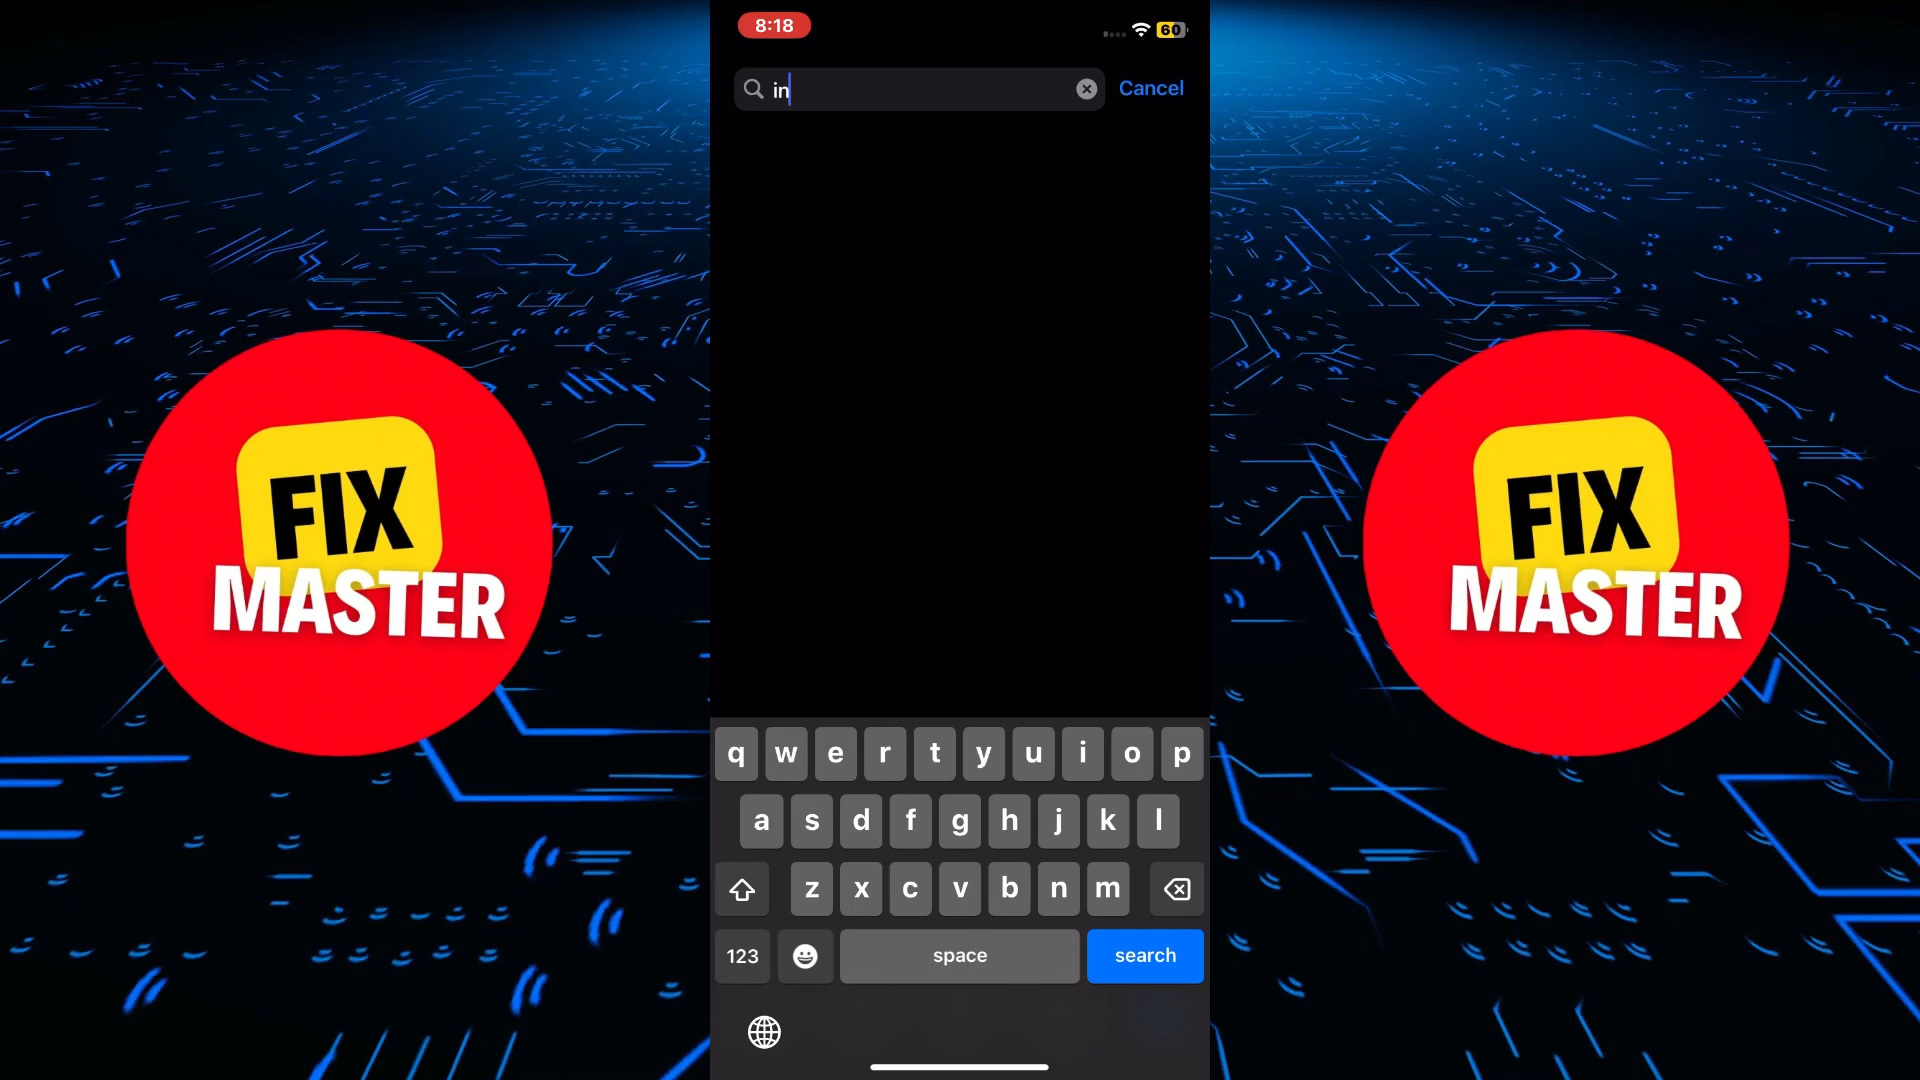 8:18
60
in
Cancel
FIX
MASTER
FIX
MASTER
q w e r t y u i o p
a s d f g h j k l
z x c v b n m
123
space
search